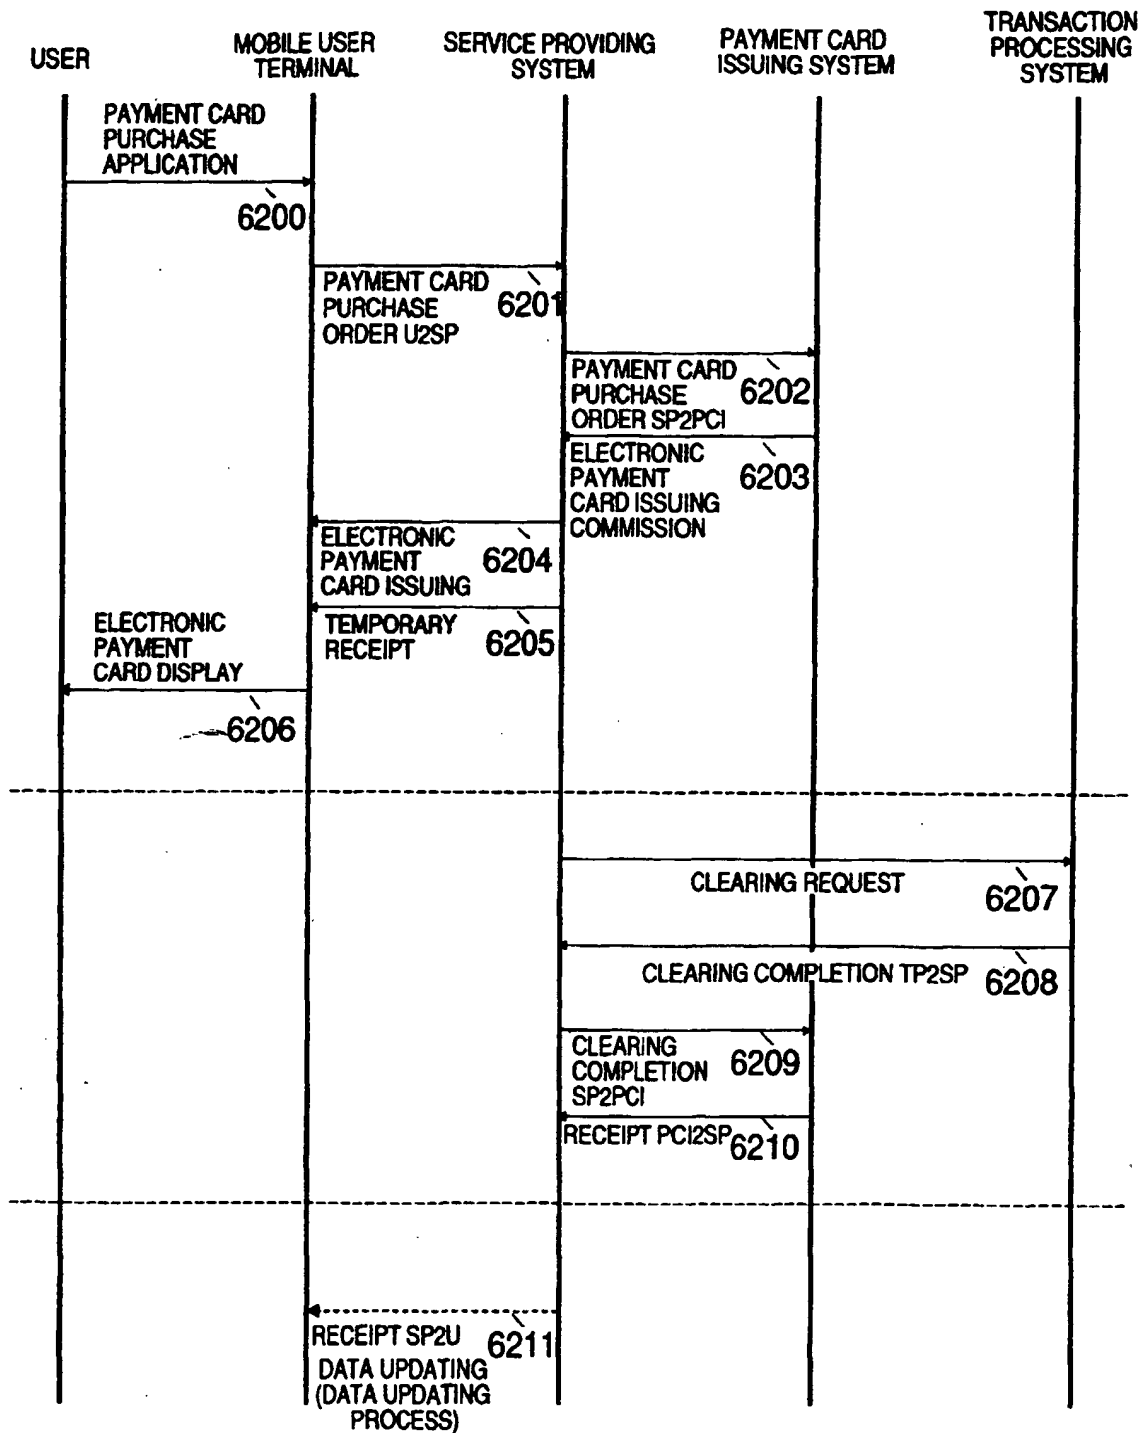 USER
MOBILE USER
TERMINAL
SERVICE PROVIDING
SYSTEM
PAYMENT CARD
ISSUING SYSTEM
TRANSACTION
PROCESSING
SYSTEM
PAYMENT CARD
PURCHASE
APPLICATION
6200
PAYMENT CARD
PURCHASE
ORDER U2SP
6201
PAYMENT CARD
PURCHASE
ORDER SP2PCI
6202
ELECTRONIC
PAYMENT
CARD ISSUING
COMMISSION
6203
ELECTRONIC
PAYMENT
CARD ISSUING
6204
TEMPORARY
RECEIPT
6205
ELECTRONIC
PAYMENT
CARD DISPLAY
6206
CLEARING REQUEST
6207
CLEARING COMPLETION TP2SP
6208
CLEARING
COMPLETION
SP2PCI
6209
RECEIPT PCI2SP
6210
RECEIPT SP2U
6211
DATA UPDATING
(DATA UPDATING
PROCESS)